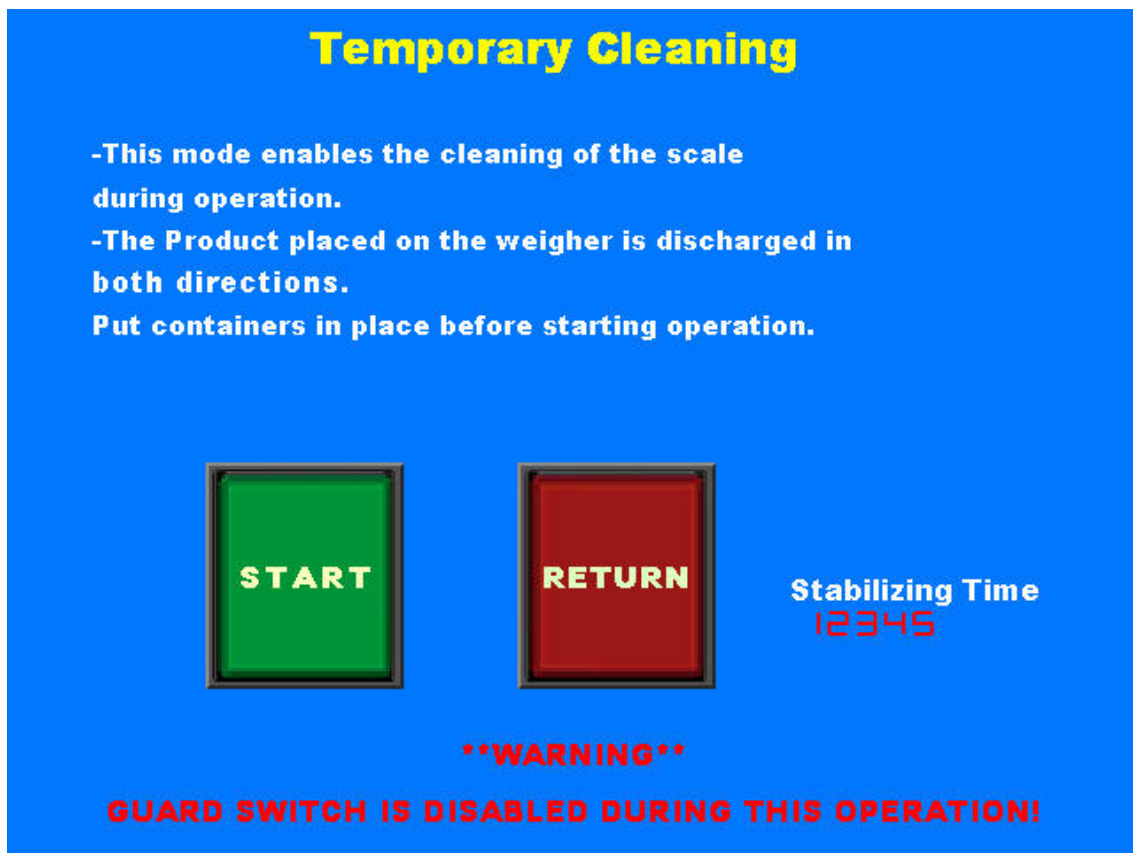 Temporary Cleaning
-This mode enables the cleaning of the scale
during operation.
-The Product placed on the weigher is discharged in
both directions.
Put containers in place before starting operation.
START
RETURN
Stabilizing Time
12345
**WARNING**
GUARD SWITCH IS DISABLED DURING THIS OPERATION!